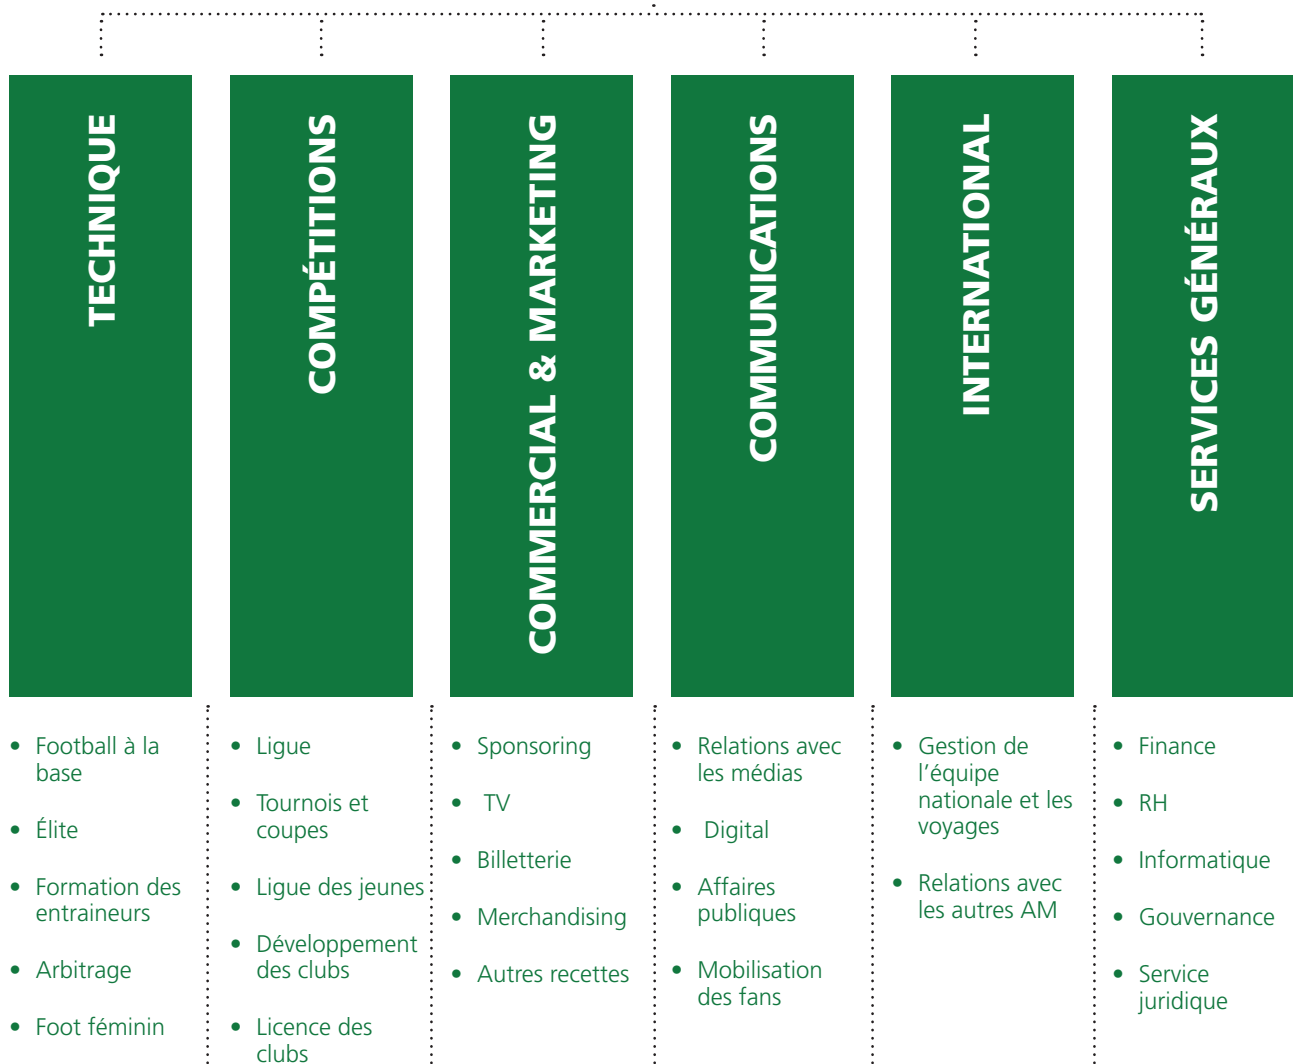 TECHNIQUE
COMPÉTITIONS
COMMERCIAL & MARKETING
COMMUNICATIONS
INTERNATIONAL
SERVICES GÉNÉRAUX
• Football à la
base
• Élite
• Formation des
entraineurs
• Arbitrage
• Foot féminin
• Ligue
• Tournois et
coupes
• Ligue des jeunes
• Développement
des clubs
• Licence des
clubs
• Sponsoring
• TV
• Billetterie
• Merchandising
• Autres recettes
• Relations avec
les médias
• Digital
• Affaires
publiques
• Mobilisation
des fans
• Gestion de
l’équipe
nationale et les
voyages
• Relations avec
les autres AM
• Finance
• RH
• Informatique
• Gouvernance
• Service
juridique